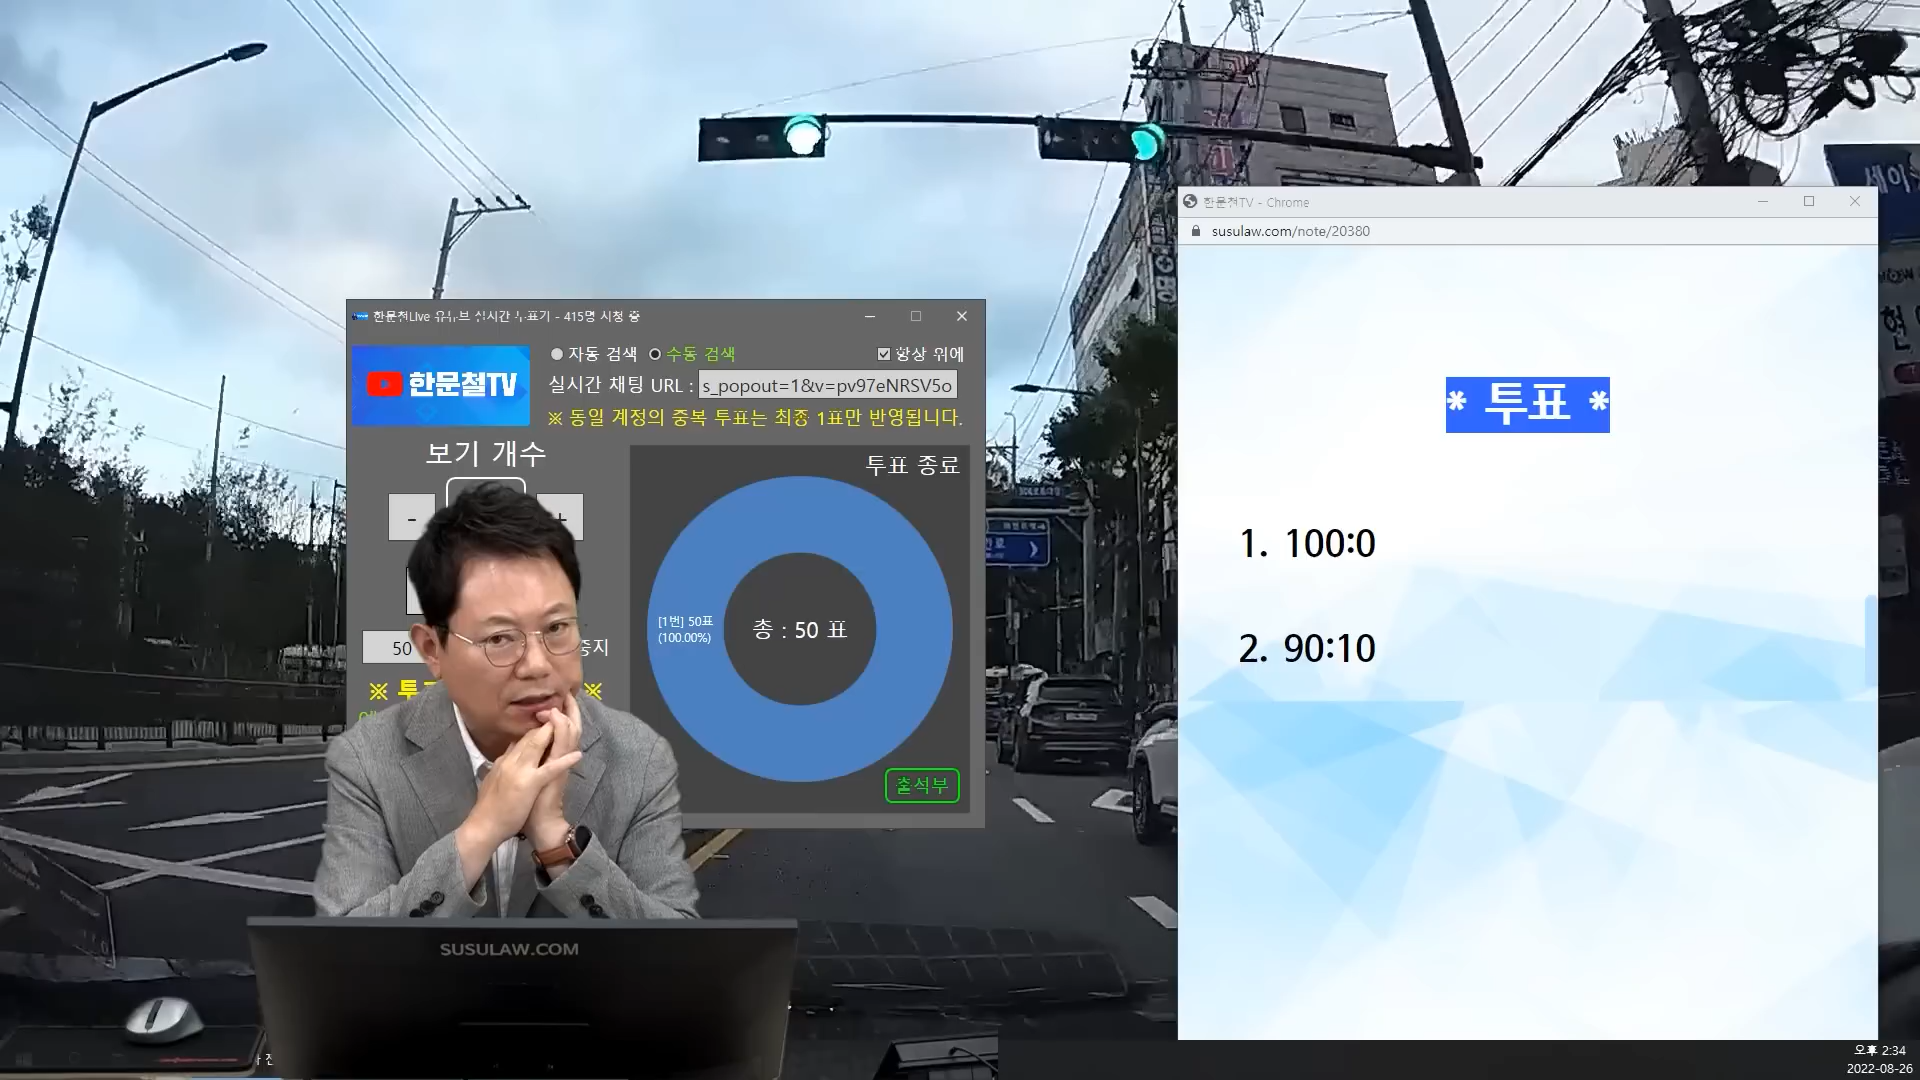 한문철Live 유튜브 실시간 투표기 - 415명 시청 중
자동 검색 수동 검색 항상 위에
한문철TV
실시간 채팅 URL : s_popout=1&v=pv97eNRSV5o
※ 동일 계정의 중복 투표는 최종 1표만 반영됩니다.
보기 개수
-
+
50
중지
※ 투
※
투표 종료
[1번] 50표
(100.00%)
총 : 50 표
출석부
SUSULAW.COM
한문철TV - Chrome
susulaw.com/note/20380
* 투표 *
1. 100:0
2. 90:10
세이
현
오후 2:34
2022-08-26